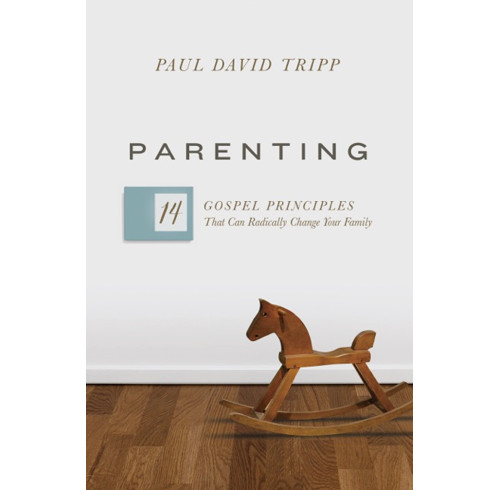 PAUL DAVID TRIPP
PARENTING
14
GOSPEL PRINCIPLES
That Can Radically Change Your Family